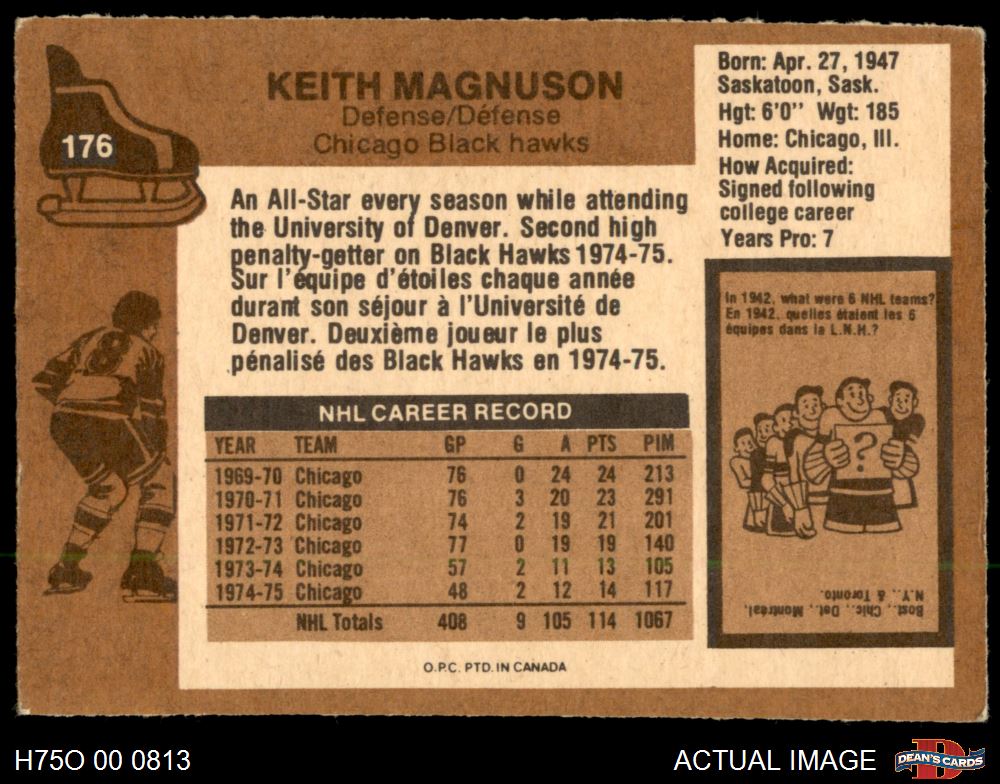 176
KEITH MAGNUSON
Defense/Défense
Chicago Black hawks
Born: Apr. 27, 1947
Saskatoon, Sask.
Hgt: 6'0" Wgt: 185
Home: Chicago, Ill.
How Acquired:
Signed following
college career
Years Pro: 7
An All-Star every season while attending
the University of Denver. Second high
penalty-getter on Black Hawks 1974-75.
Sur l'équipe d'étoiles chaque année
durant son séjour à l'Université de
Denver. Deuxième joueur le plus
pénalisé des Black Hawks en 1974-75.
8
In 1942, what were 6 NHL teams?
En 1942. quelles étaient les 6
équipes dans la L.N.H.?
?
Bost., Chic., Det., Montréal,
N.Y. & Toronto.
NHL CAREER RECORD
YEAR TEAM GP G A PTS PIM
1969-70 Chicago 76 0 24 24 213
1970-71 Chicago 76 3 20 23 291
1971-72 Chicago 74 2 19 21 201
1972-73 Chicago 77 0 19 19 140
1973-74 Chicago 57 2 11 13 105
1974-75 Chicago 48 2 12 14 117
NHL Totals 408 9 105 114 1067
O.P.C. PTD. IN CANADA
H75O 00 0813
ACTUAL IMAGE
D
DEAN'S CARDS